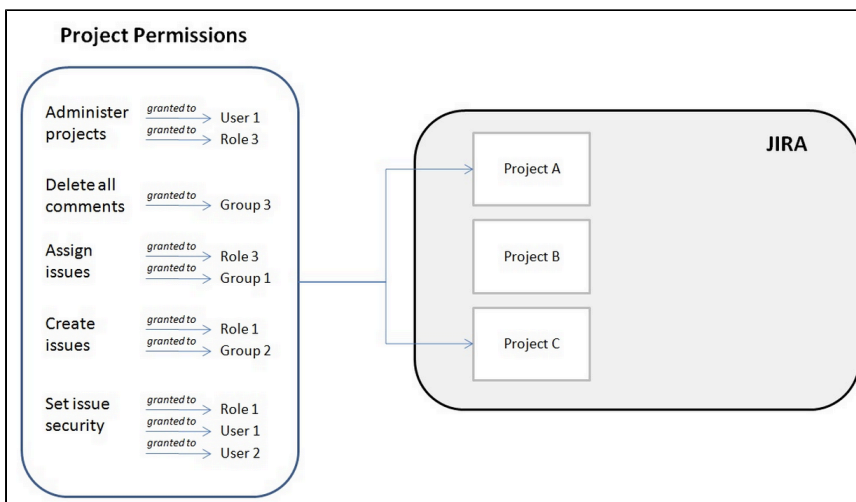 Project Permissions
Administer
projects
granted to
User 1
granted to
Role 3
Delete all
comments
granted to
Group 3
Assign
issues
granted to
Role 3
granted to
Group 1
Create
issues
granted to
Role 1
granted to
Group 2
Set issue
security
granted to
Role 1
granted to
User 1
granted to
User 2
JIRA
Project A
Project B
Project C